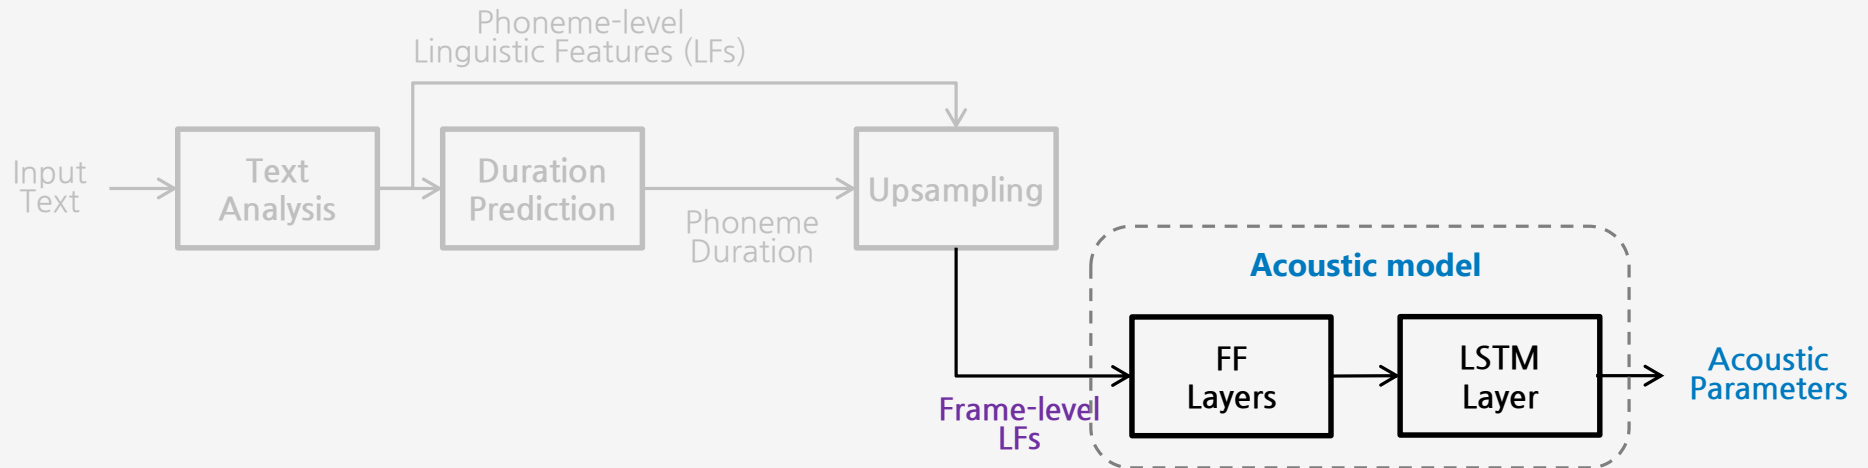 Phoneme-level
Linguistic Features (LFs)
Input
Text
Text
Analysis
Duration
Prediction
Phoneme
Duration
Upsampling
Acoustic model
Frame-level
LFs
FF
Layers
LSTM
Layer
Acoustic
Parameters